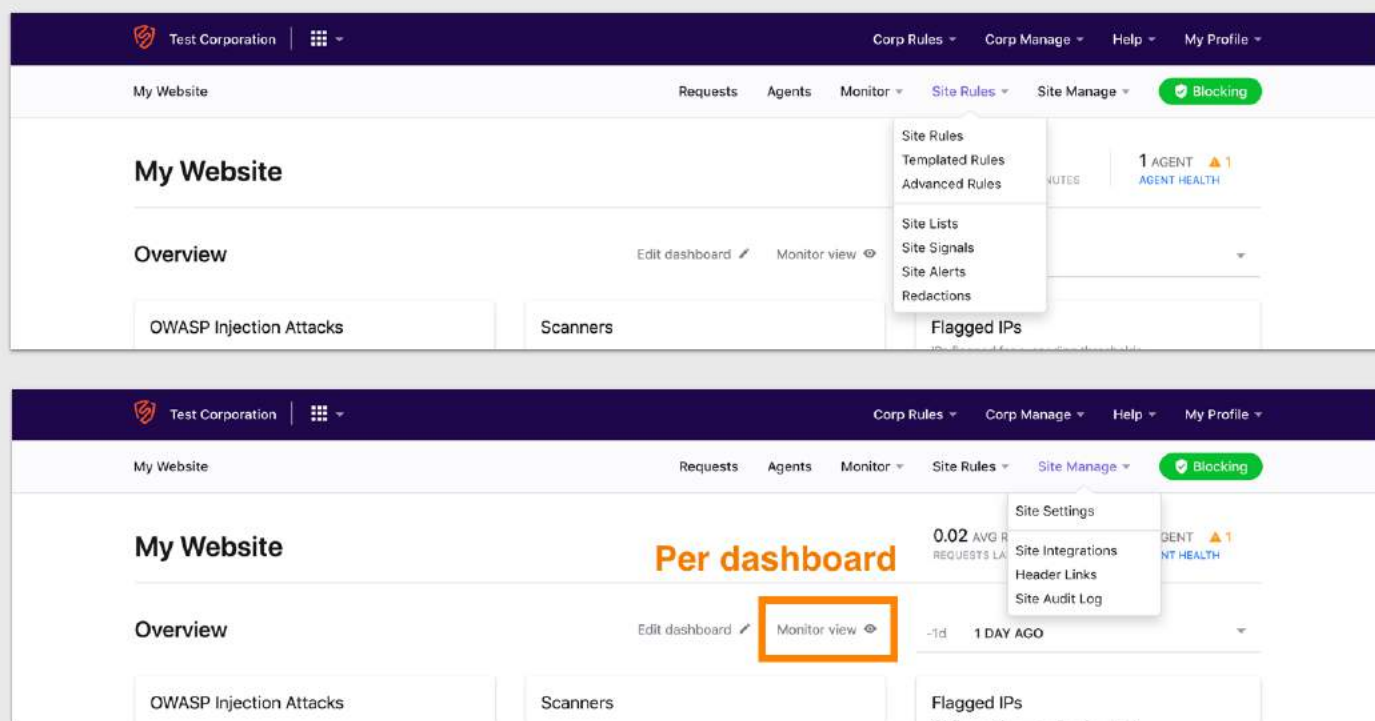 Test Corporation Corp Rules Corp Manage Help My Profile
My Website Requests Agents Monitor Site Rules Site Manage Blocking
Site Rules
Templated Rules
Advanced Rules
Site Lists
Site Signals
Site Alerts
Redactions
My Website 1 AGENT 1
AGENT HEALTH
Overview Edit dashboard Monitor view
OWASP Injection Attacks Scanners Flagged IPs
Test Corporation Corp Rules Corp Manage Help My Profile
My Website Requests Agents Monitor Site Rules Site Manage Blocking
Site Settings
Site Integrations
Header Links
Site Audit Log
My Website Per dashboard 0.02 AVG 1
REQUESTS HEALTH
Overview Edit dashboard Monitor view -1d 1 DAY AGO
OWASP Injection Attacks Scanners Flagged IPs